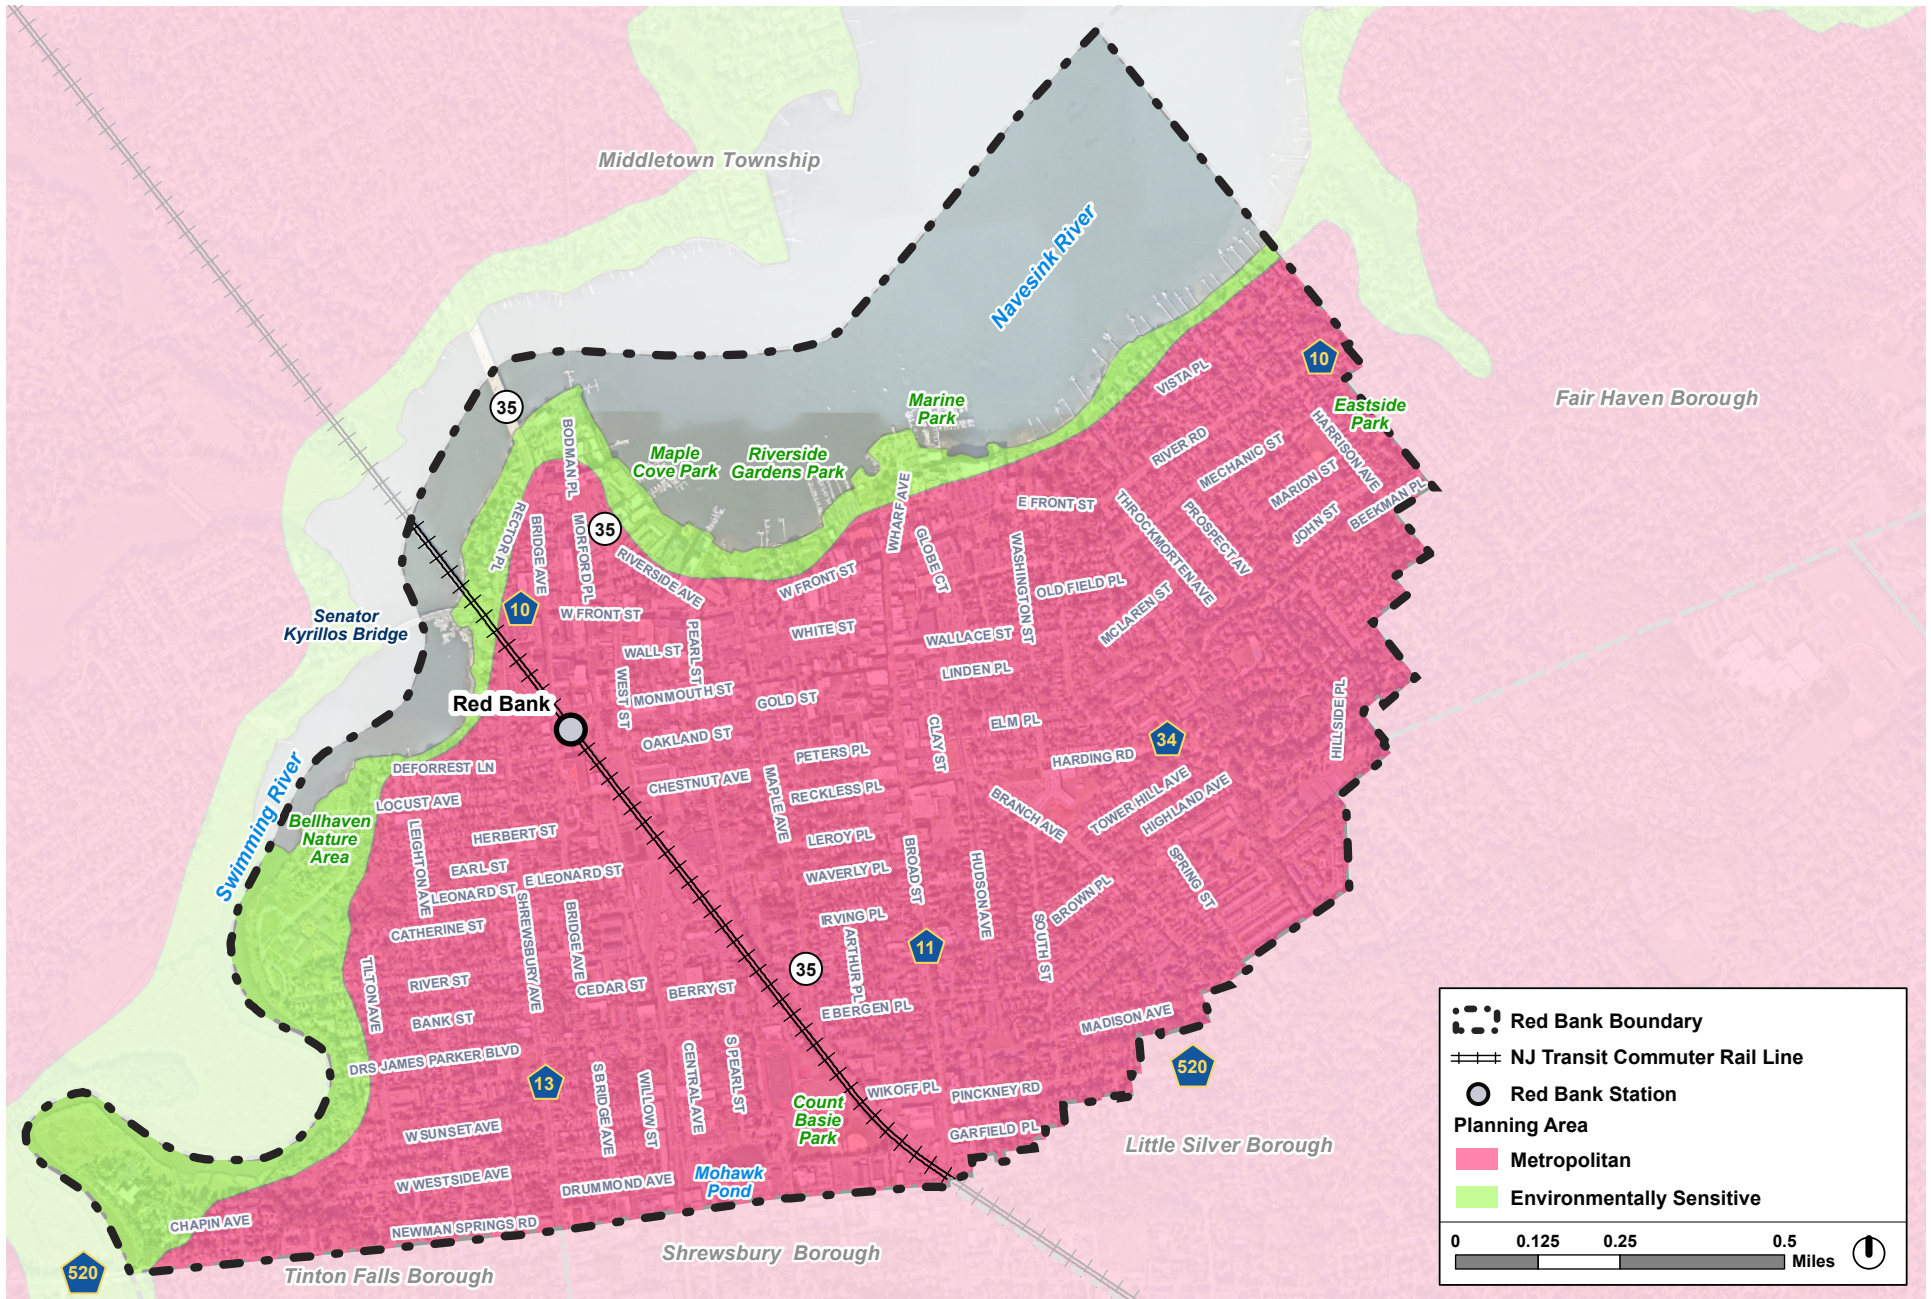 Middletown Township
Navesink River
Fair Haven Borough
35
10
Marine
Park
Eastside
Park
Maple
Cove Park
Riverside
Gardens Park
VISTA PL
BODMAN PL
RIVER RD
MECHANIC ST
HARRISON AVE
MARION ST
BEEKMAN PL
JOHN ST
E FRONT ST
THROCKMORTEN AVE
PROSPECT AV
WHARF AVE
RECTOR PL
BRIDGE AVE
MORFORD PL
35
RIVERSIDE AVE
W FRONT ST
GLOBE CT
WASHINGTON ST
OLD FIELD PL
MCLAREN ST
10
W FRONT ST
Senator
Kyrillos Bridge
WHITE ST
WALLACE ST
WALL ST
PEARL ST
LINDEN PL
WEST ST
MONMOUTH ST
GOLD ST
Red Bank
HILLSIDE PL
OAKLAND ST
ELM PL
CLAY ST
34
PETERS PL
HARDING RD
DEFORREST LN
CHESTNUT AVE
MAPLE AVE
RECKLESS PL
BRANCH AVE
TOWER HILL AVE
HIGHLAND AVE
Swimming River
LOCUST AVE
Bellhaven
Nature
Area
LEIGHTON AVE
HERBERT ST
LEROY PL
EARL ST
E LEONARD ST
LEONARD ST
WAVERLY PL
BROAD ST
HUDSON AVE
SPRING ST
BROWN PL
CATHERINE ST
SHREWSBURY AVE
BRIDGE AVE
IRVING PL
ARTHUR PL
11
SOUTH ST
TILTON AVE
RIVER ST
CEDAR ST
BERRY ST
35
E BERGEN PL
BANK ST
MADISON AVE
DRS JAMES PARKER BLVD
13
S BRIDGE AVE
WILLOW ST
CENTRAL AVE
S PEARL ST
520
WIKOFF PL
PINCKNEY RD
Count
Basie
Park
GARFIELD PL
W SUNSET AVE
Little Silver Borough
W WESTSIDE AVE
DRUMMOND AVE
Mohawk
Pond
CHAPIN AVE
NEWMAN SPRINGS RD
Shrewsbury Borough
520
Tinton Falls Borough
Red Bank Boundary
NJ Transit Commuter Rail Line
Red Bank Station
Planning Area
Metropolitan
Environmentally Sensitive
0 0.125 0.25 0.5
Miles